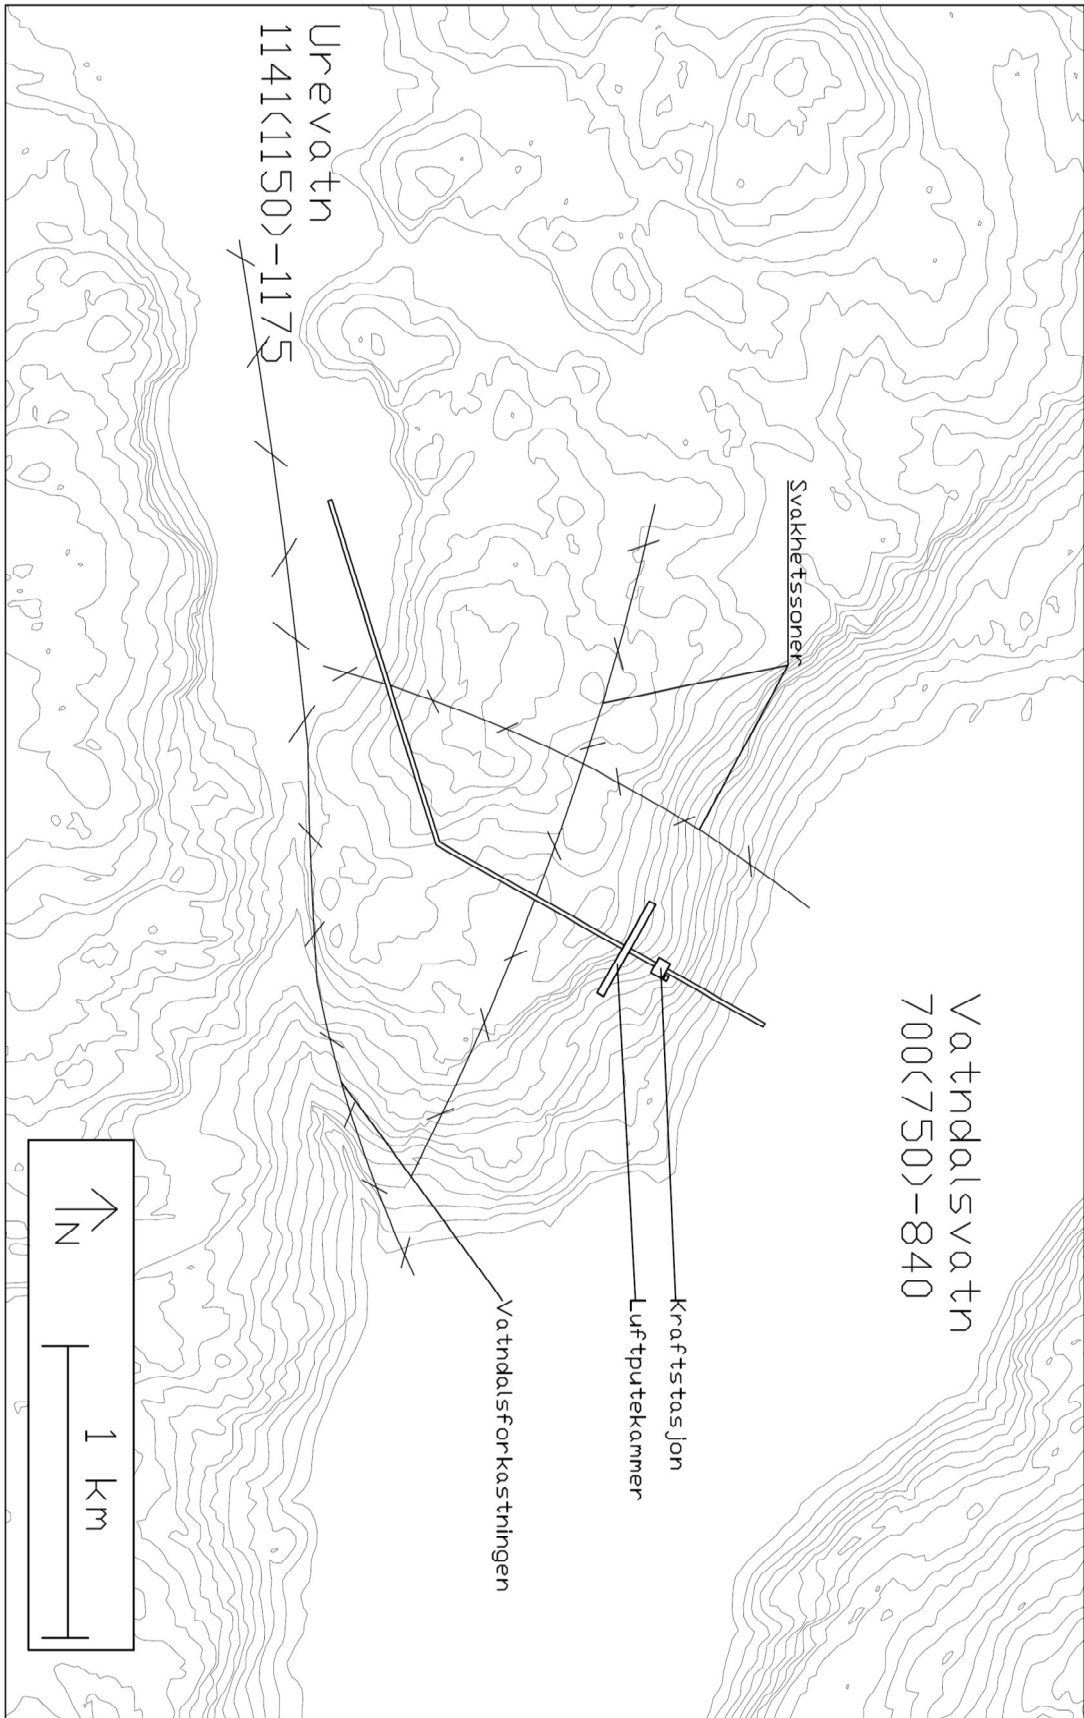 Urevatn
1141(1150)-1175
Svakhetssoner
Vatndalsvatn
700(750)-840
Kraftstasjon
Luftputekammer
Vatndalsforkastningen
N
1 km